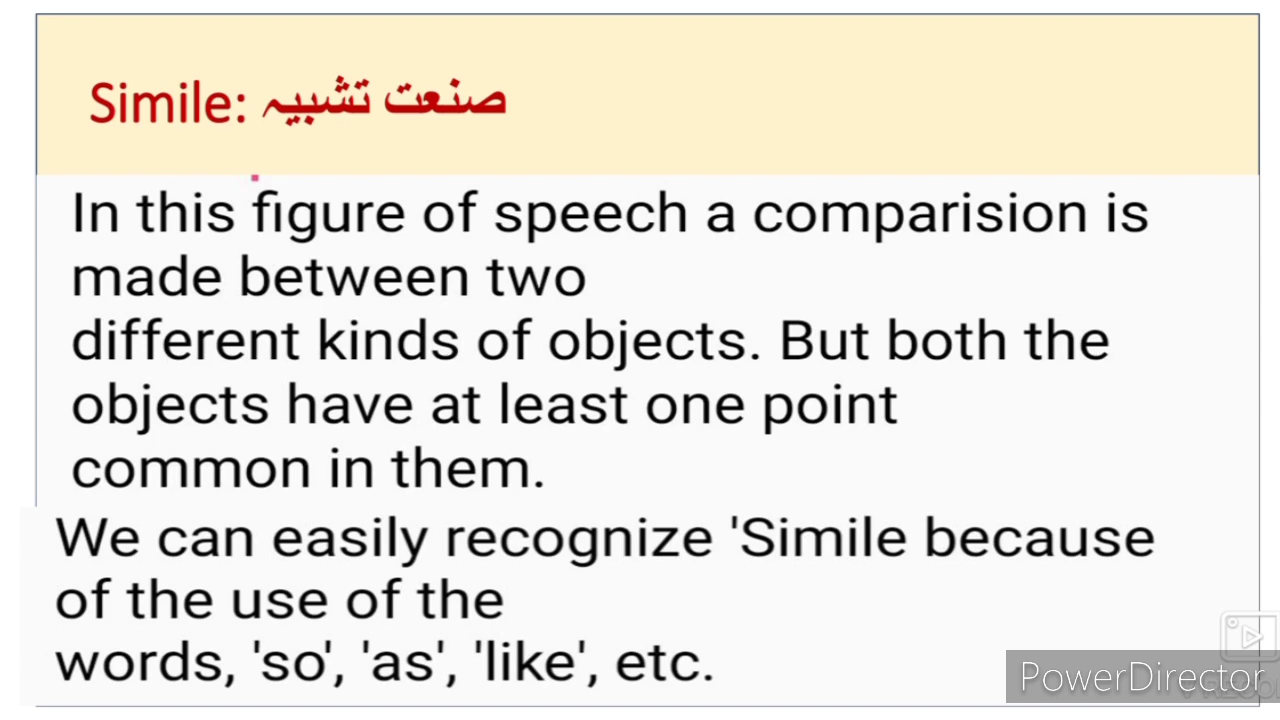 Simile: صنعت تشبیہ
In this figure of speech a comparision is
made between two
different kinds of objects. But both the
objects have at least one point
common in them.
We can easily recognize 'Simile because
of the use of the
words, 'so', 'as', 'like', etc.
PowerDirector